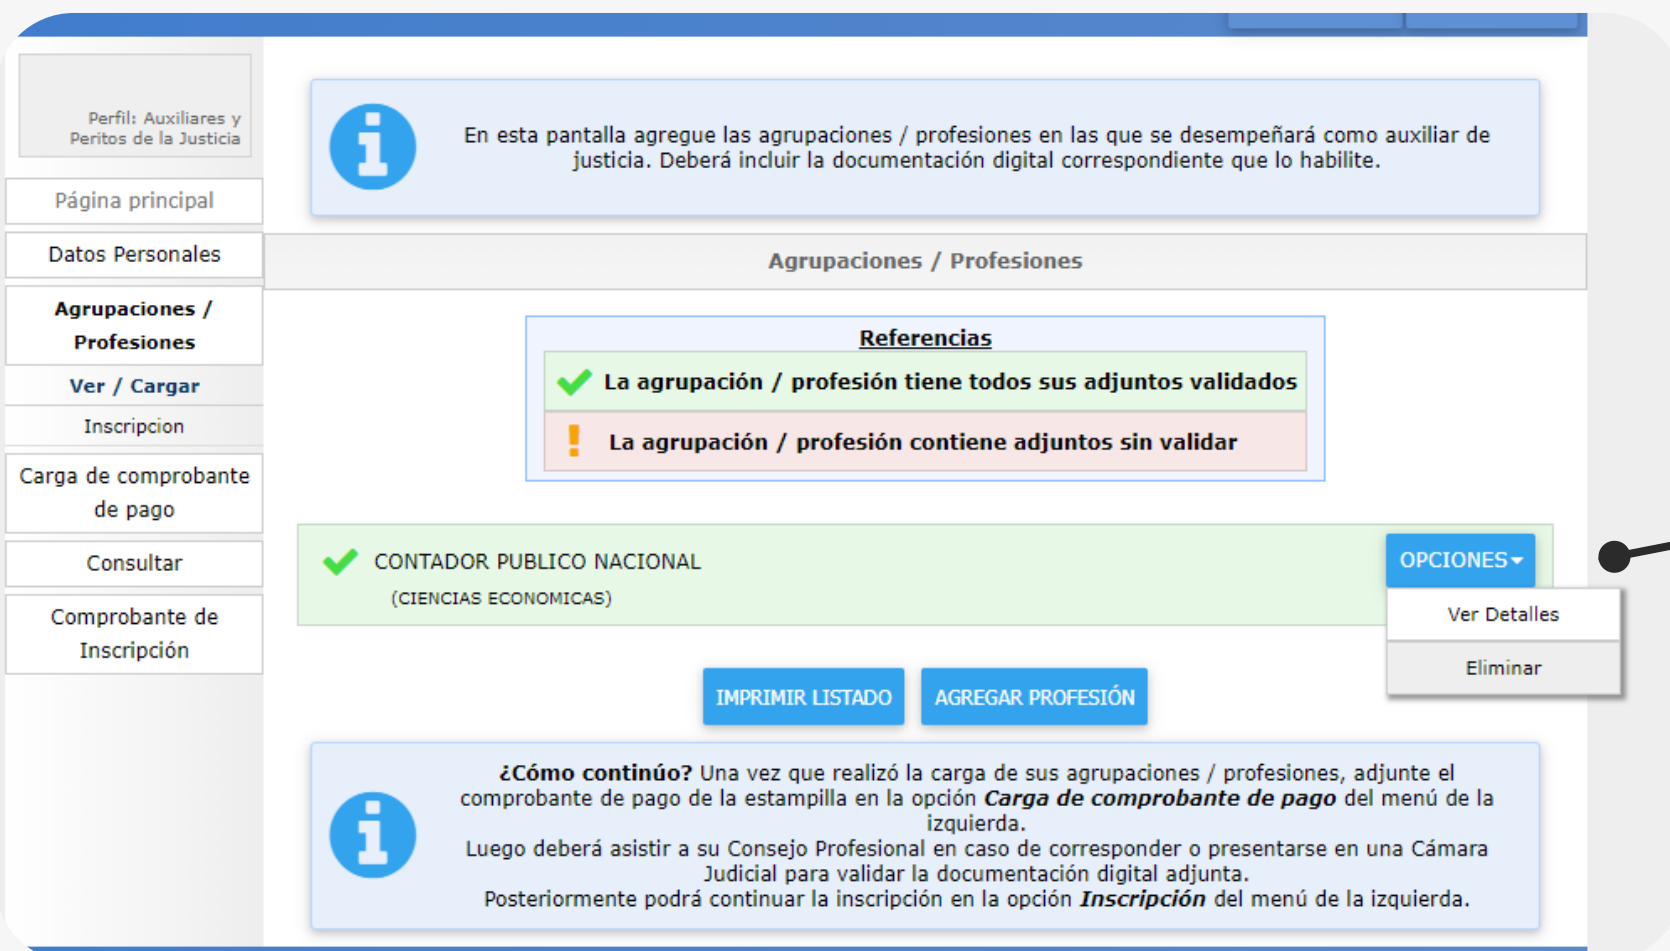 Perfil: Auxiliares y
Peritos de la Justicia
Página principal
Datos Personales
Agrupaciones /
Profesiones
Ver / Cargar
Inscripcion
Carga de comprobante
de pago
Consultar
Comprobante de
Inscripción
En esta pantalla agregue las agrupaciones / profesiones en las que se desempeñará como auxiliar de
justicia. Deberá incluir la documentación digital correspondiente que lo habilite.
Agrupaciones / Profesiones
Referencias
La agrupación / profesión tiene todos sus adjuntos validados
La agrupación / profesión contiene adjuntos sin validar
CONTADOR PUBLICO NACIONAL
(CIENCIAS ECONOMICAS)
OPCIONES
Ver Detalles
Eliminar
IMPRIMIR LISTADO
AGREGAR PROFESIÓN
¿Cómo continúo? Una vez que realizó la carga de sus agrupaciones / profesiones, adjunte el
comprobante de pago de la estampilla en la opción Carga de comprobante de pago del menú de la
izquierda.
Luego deberá asistir a su Consejo Profesional en caso de corresponder o presentarse en una Cámara
Judicial para validar la documentación digital adjunta.
Posteriormente podrá continuar la inscripción en la opción Inscripción del menú de la izquierda.